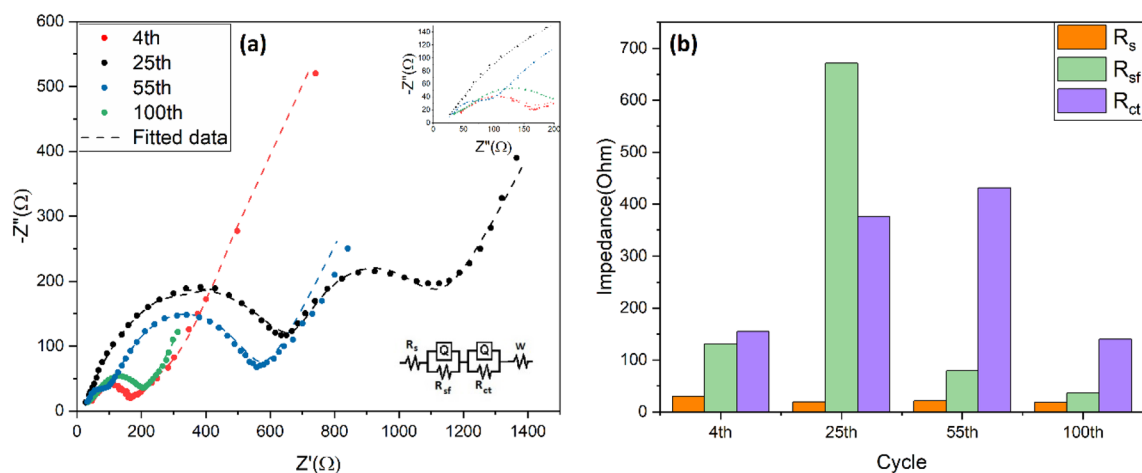 (a)
4th
25th
55th
100th
Fitted data
600
500
400
300
200
100
0
-Z''(Ω)
0 200 400 600 800 1000 1200 1400
Z'(Ω)
140
120
100
80
60
40
20
0
-Z''(Ω)
0 50 100 150 200
Z''(Ω)
Rs Q Q W
Rsf Rct
(b)
Rs
Rsf
Rct
700
600
500
400
300
200
100
0
Impedance(Ohm)
4th 25th 55th 100th
Cycle